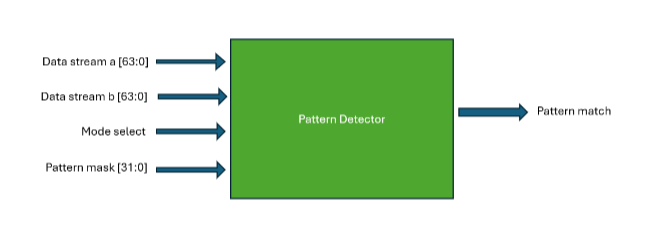 Data stream a [63:0]
Data stream b [63:0]
Mode select
Pattern mask [31:0]
Pattern Detector
Pattern match